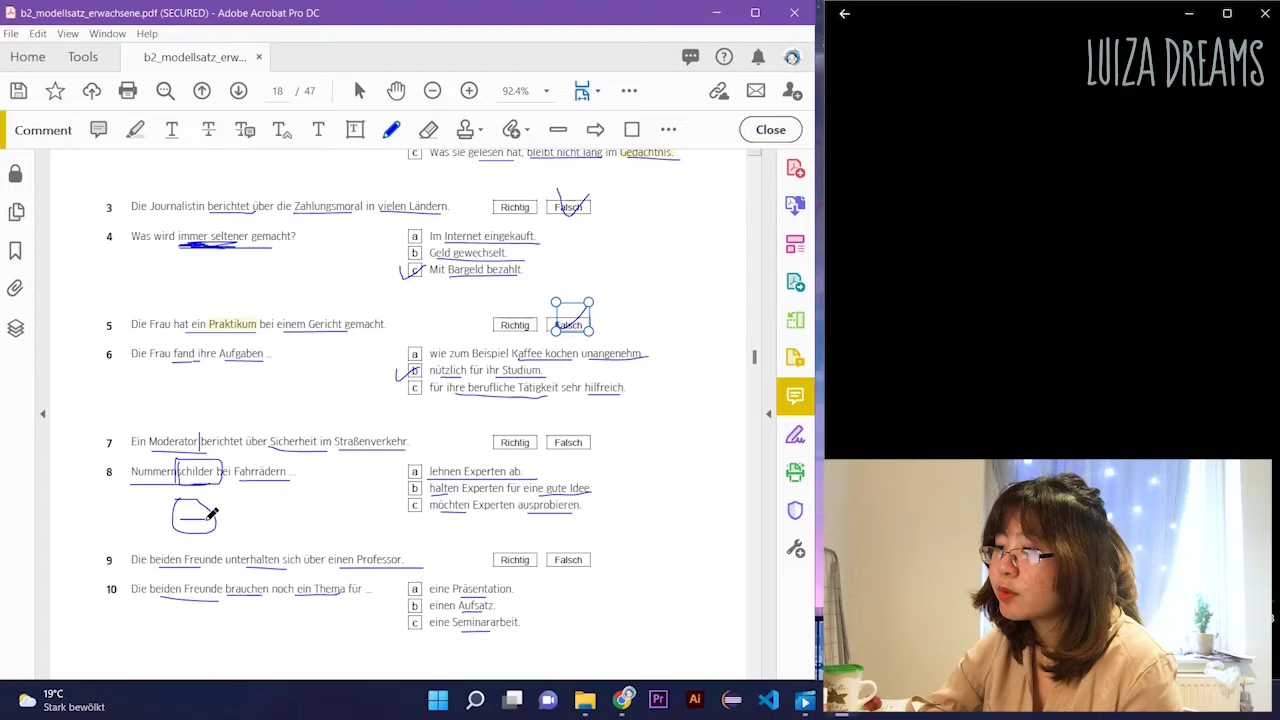 b2_modellsatz_erwachsene.pdf (SECURED) - Adobe Acrobat Pro DC
File Edit View Window Help
Home Tools b2_modellsatz_erw... ×
18 / 47 92.4%
Comment Close
LUIZA DREAMS
c Was sie gelesen hat, bleibt nicht lang im Gedächtnis.
3 Die Journalistin berichtet über die Zahlungsmoral in vielen Ländern. Richtig Falsch
4 Was wird immer seltener gemacht? a Im Internet eingekauft.
b Geld gewechselt.
c Mit Bargeld bezahlt.
5 Die Frau hat ein Praktikum bei einem Gericht gemacht. Richtig Falsch
6 Die Frau fand ihre Aufgaben ... a wie zum Beispiel Kaffee kochen unangenehm.
b nützlich für ihr Studium.
c für ihre berufliche Tätigkeit sehr hilfreich.
7 Ein Moderator berichtet über Sicherheit im Straßenverkehr. Richtig Falsch
8 Nummernschilder bei Fahrrädern ... a lehnen Experten ab.
b halten Experten für eine gute Idee.
c möchten Experten ausprobieren.
9 Die beiden Freunde unterhalten sich über einen Professor. Richtig Falsch
10 Die beiden Freunde brauchen noch ein Thema für ... a eine Präsentation.
b einen Aufsatz.
c eine Seminararbeit.
19°C
Stark bewölkt
Pr Ai